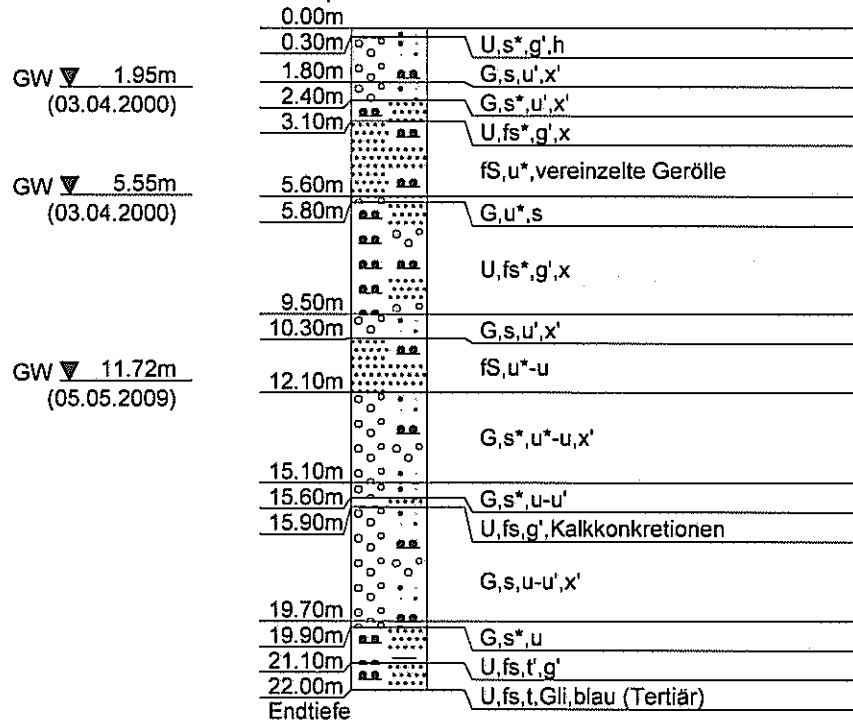 0.00m
0.30m U,s*,g',h
GW 1.95m
(03.04.2000)
1.80m G,s,u',x'
2.40m G,s*,u',x'
3.10m U,fs*,g',x
fS,u*,vereinzelte Gerölle
GW 5.55m
(03.04.2000)
5.60m
5.80m G,u*,s
U,fs*,g',x
9.50m
10.30m G,s,u',x'
fS,u*-u
GW 11.72m
(05.05.2009)
12.10m
G,s*,u*-u,x'
15.10m
15.60m G,s*,u-u'
15.90m U,fs,g',Kalkkonkretionen
G,s,u-u',x'
19.70m
19.90m G,s*,u
21.10m U,fs,t',g'
22.00m U,fs,t,Gli,blau (Tertiär)
Endtiefe